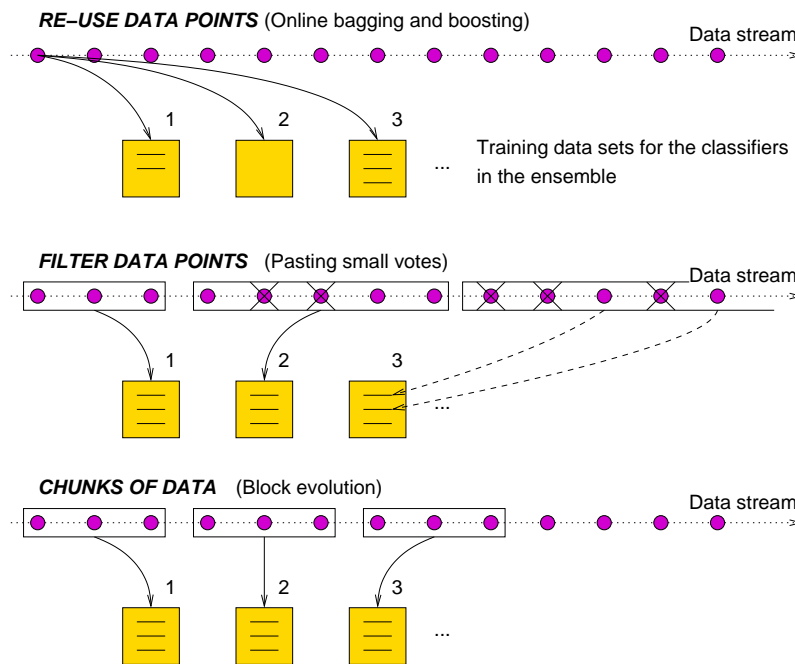 RE–USE DATA POINTS (Online bagging and boosting)
Data stream
1 2 3
... Training data sets for the classifiers
in the ensemble
FILTER DATA POINTS (Pasting small votes)
Data stream
1 2 3
...
CHUNKS OF DATA (Block evolution)
Data stream
1 2 3
...